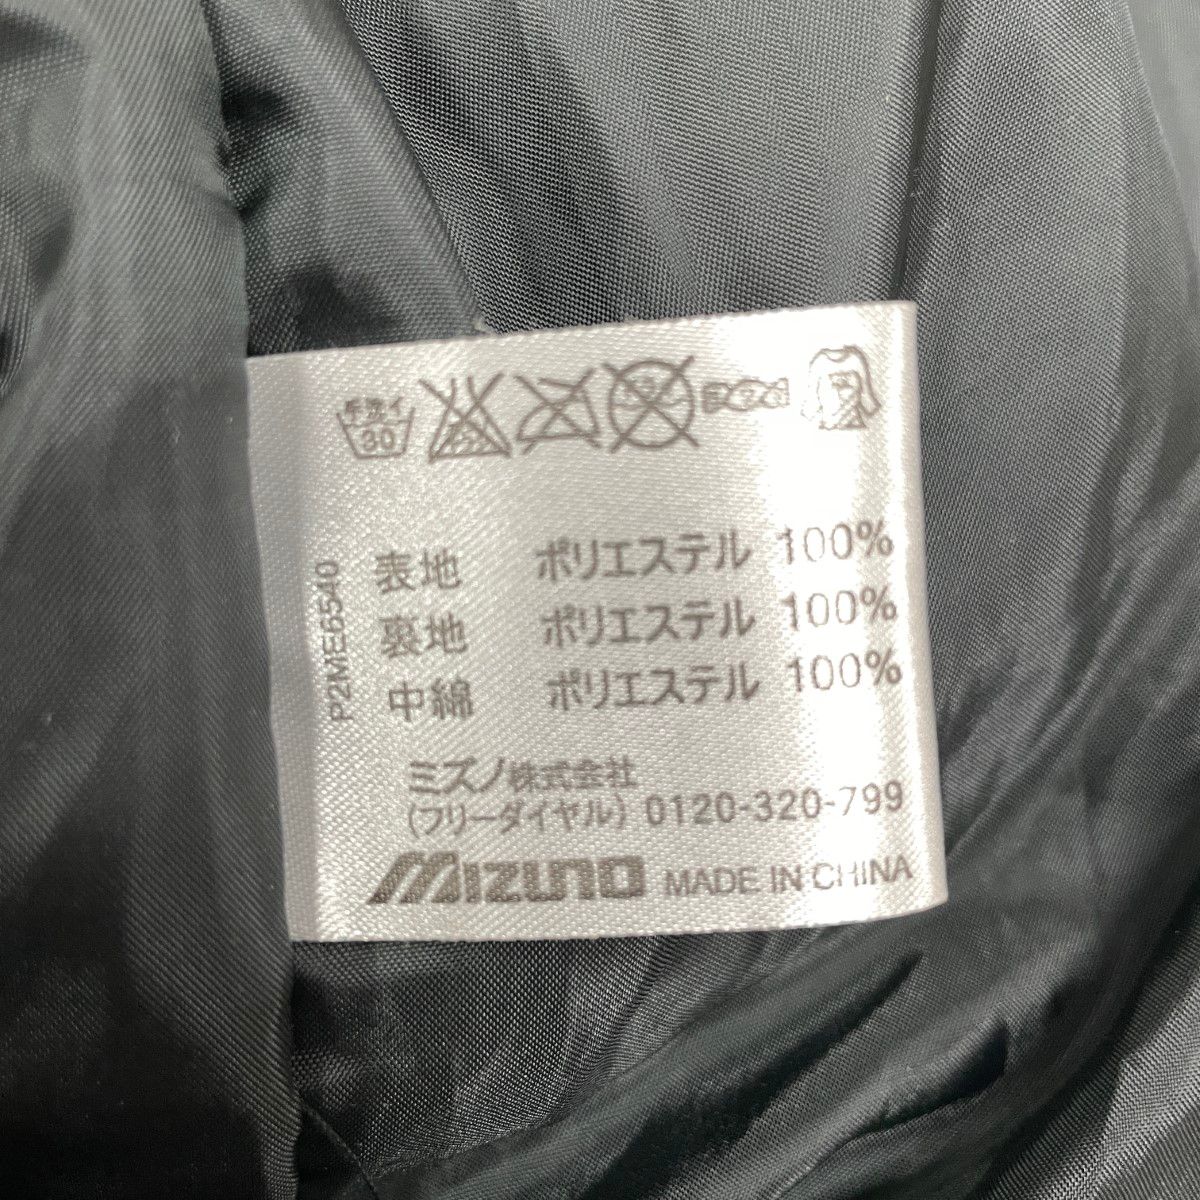 手洗イ
30
P2ME6540
表地 ポリエステル 100%
裏地 ポリエステル 100%
中綿 ポリエステル 100%
ミズノ株式会社
(フリーダイヤル) 0120-320-799
MIZUNO MADE IN CHINA